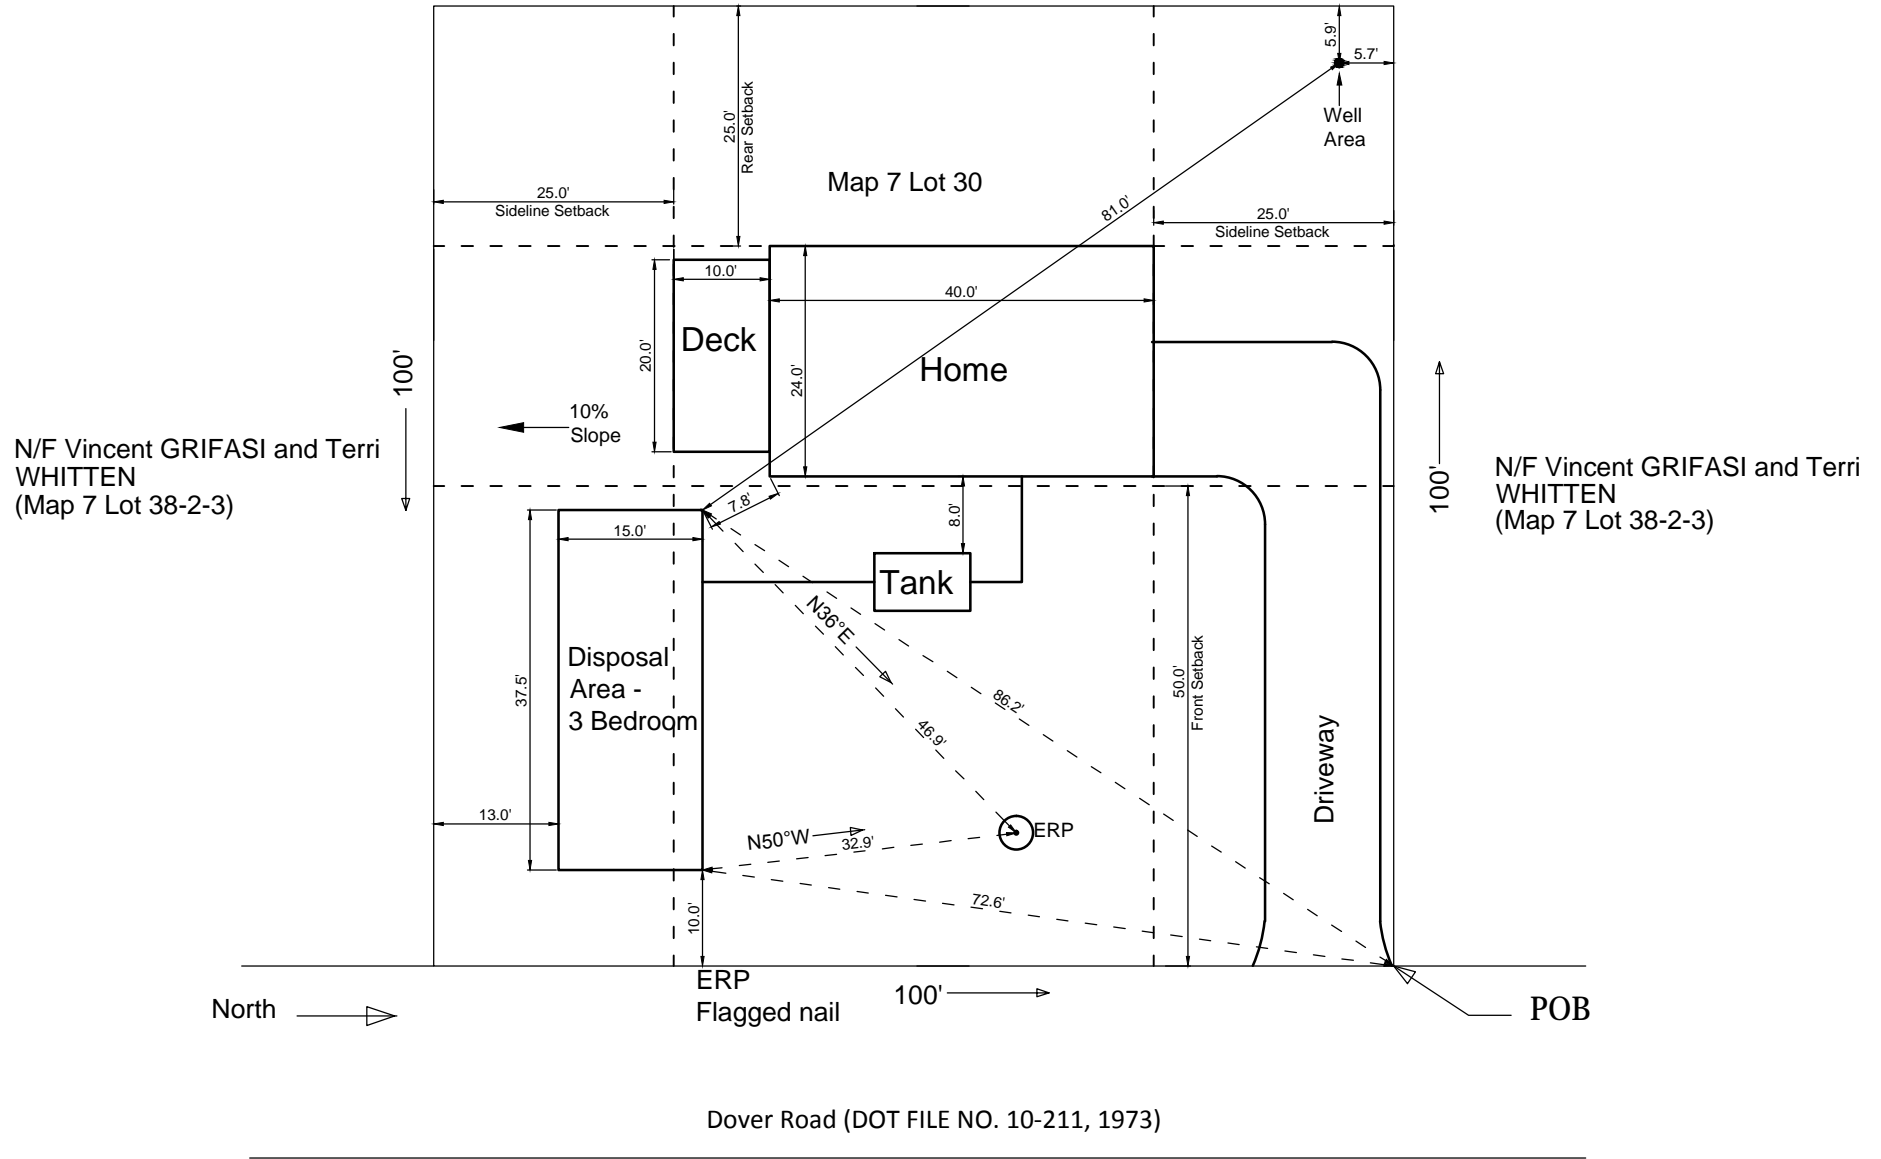 5.9'
5.7'
Well
Area
25.0'
Rear Setback
Map 7 Lot 30
25.0'
Sideline Setback
81.0'
25.0'
Sideline Setback
10.0'
40.0'
Deck
20.0'
24.0'
Home
100'
10%
Slope
N/F Vincent GRIFASI and Terri
WHITTEN
(Map 7 Lot 38-2-3)
100'
N/F Vincent GRIFASI and Terri
WHITTEN
(Map 7 Lot 38-2-3)
7.8'
8.0'
15.0'
Tank
N36°E
Disposal
Area -
3 Bedroom
37.5'
86.2'
46.9'
50.0'
Front Setback
Driveway
13.0'
N50°W
32.9'
ERP
72.6'
10.0'
ERP
Flagged nail
100'
North
POB
Dover Road (DOT FILE NO. 10-211, 1973)